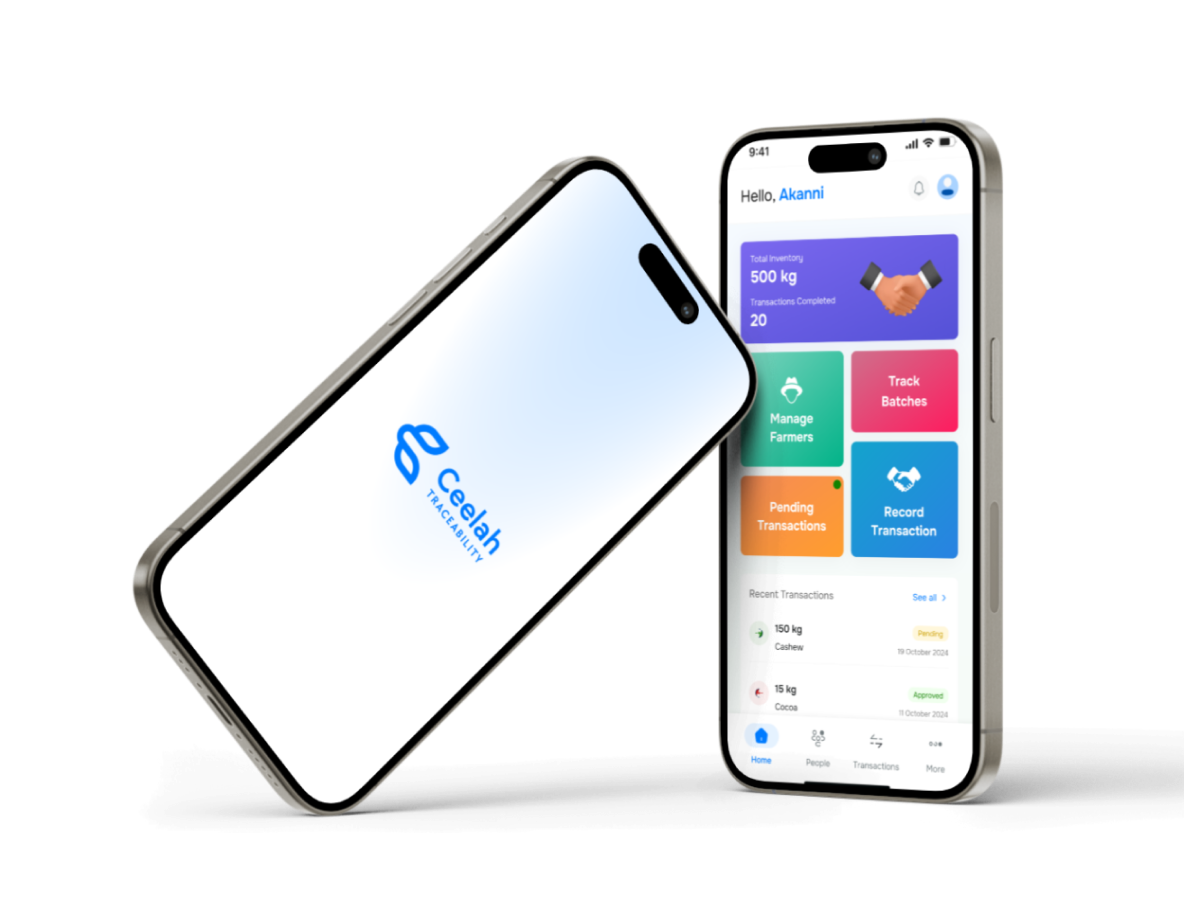 Ceelah
TRACEABILITY
9:41
Hello, Akanni
Total Inventory
500 kg
Transactions Completed
20
Manage
Farmers
Track
Batches
Pending
Transactions
Record
Transaction
Recent Transactions
See all
150 kg
Pending
Cashew
19 October 2024
15 kg
Approved
Cocoa
11 October 2024
Home
People
Transactions
More